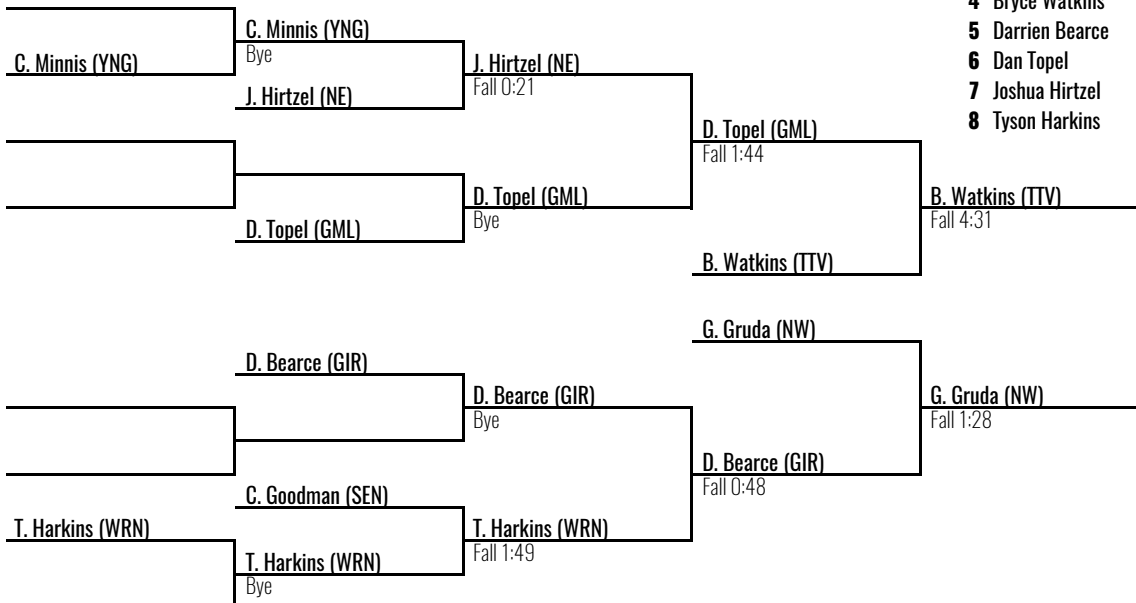 4 Bryce Watkins
C. Minnis (YNG)
Bye
5 Darrien Bearce
C. Minnis (YNG)
J. Hirtzel (NE)
Fall 0:21
6 Dan Topel
J. Hirtzel (NE)
7 Joshua Hirtzel
D. Topel (GML)
Fall 1:44
8 Tyson Harkins
D. Topel (GML)
Bye
B. Watkins (TTV)
Fall 4:31
D. Topel (GML)
B. Watkins (TTV)
G. Gruda (NW)
D. Bearce (GIR)
D. Bearce (GIR)
Bye
G. Gruda (NW)
Fall 1:28
D. Bearce (GIR)
Fall 0:48
C. Goodman (SEN)
T. Harkins (WRN)
T. Harkins (WRN)
Fall 1:49
T. Harkins (WRN)
Bye